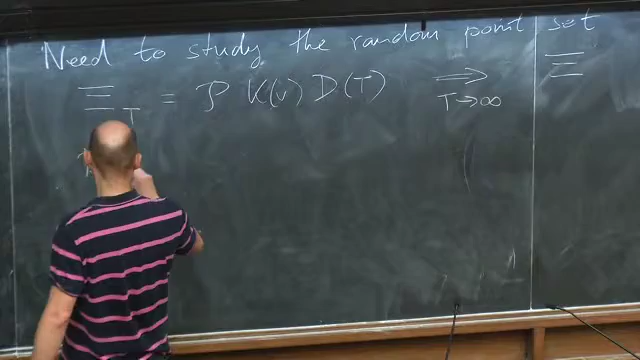 Need to study the random point set
Ξ_T = P K(v) D(T) ⟹ Ξ
T→∞